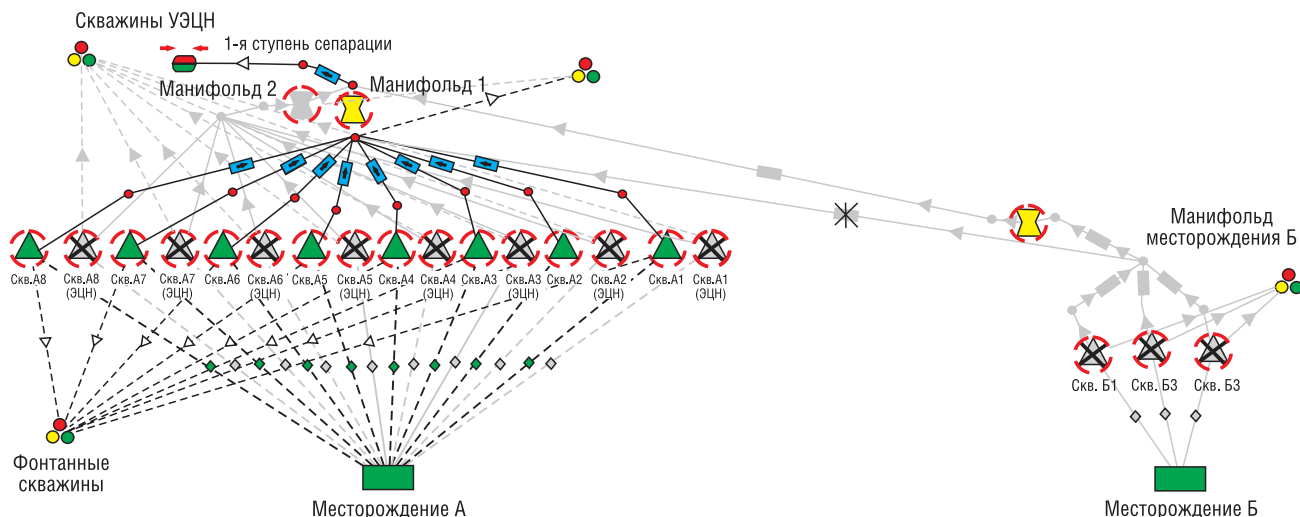 Скважины УЭЦН
1-я ступень сепарации
Манифольд 2
Манифольд 1
Манифольд
месторождения Б
Скв.А8
Скв.А8
(ЭЦН)
Скв.А7
Скв.А7
(ЭЦН)
Скв.А6
Скв.А6
(ЭЦН)
Скв.А5
Скв.А5
(ЭЦН)
Скв.А4
Скв.А4
(ЭЦН)
Скв.А3
Скв.А3
(ЭЦН)
Скв.А2
Скв.А2
(ЭЦН)
Скв.А1
Скв.А1
(ЭЦН)
Скв. Б1
Скв. Б3
Скв. Б3
Фонтанные
скважины
Месторождение А
Месторождение Б